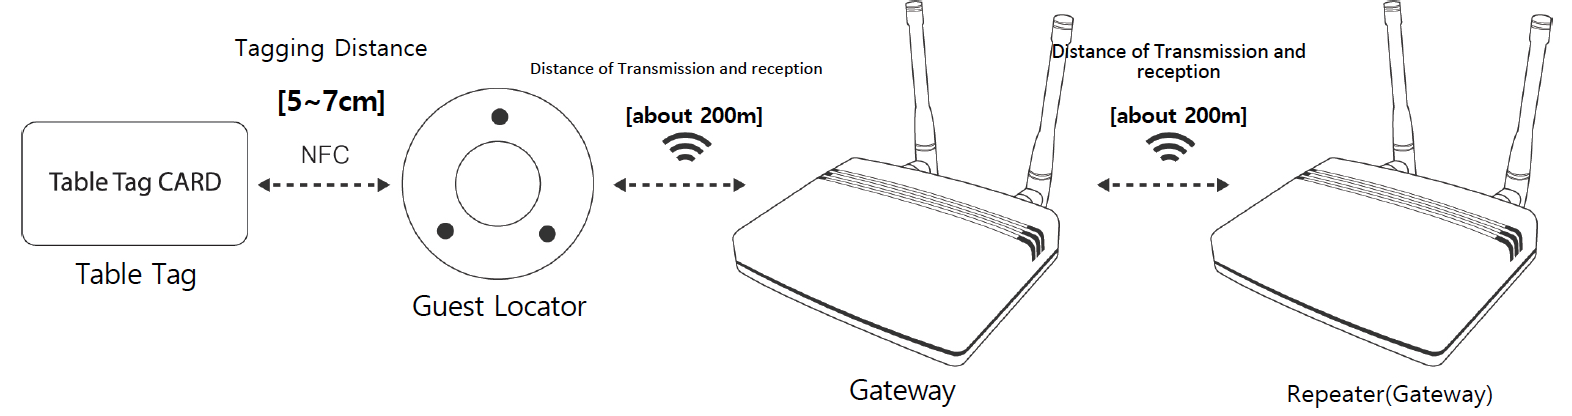 Tagging Distance
[5~7cm]
NFC
Table Tag CARD
Table Tag
Guest Locator
Distance of Transmission and reception
[about 200m]
Gateway
Distance of Transmission and
reception
[about 200m]
Repeater(Gateway)